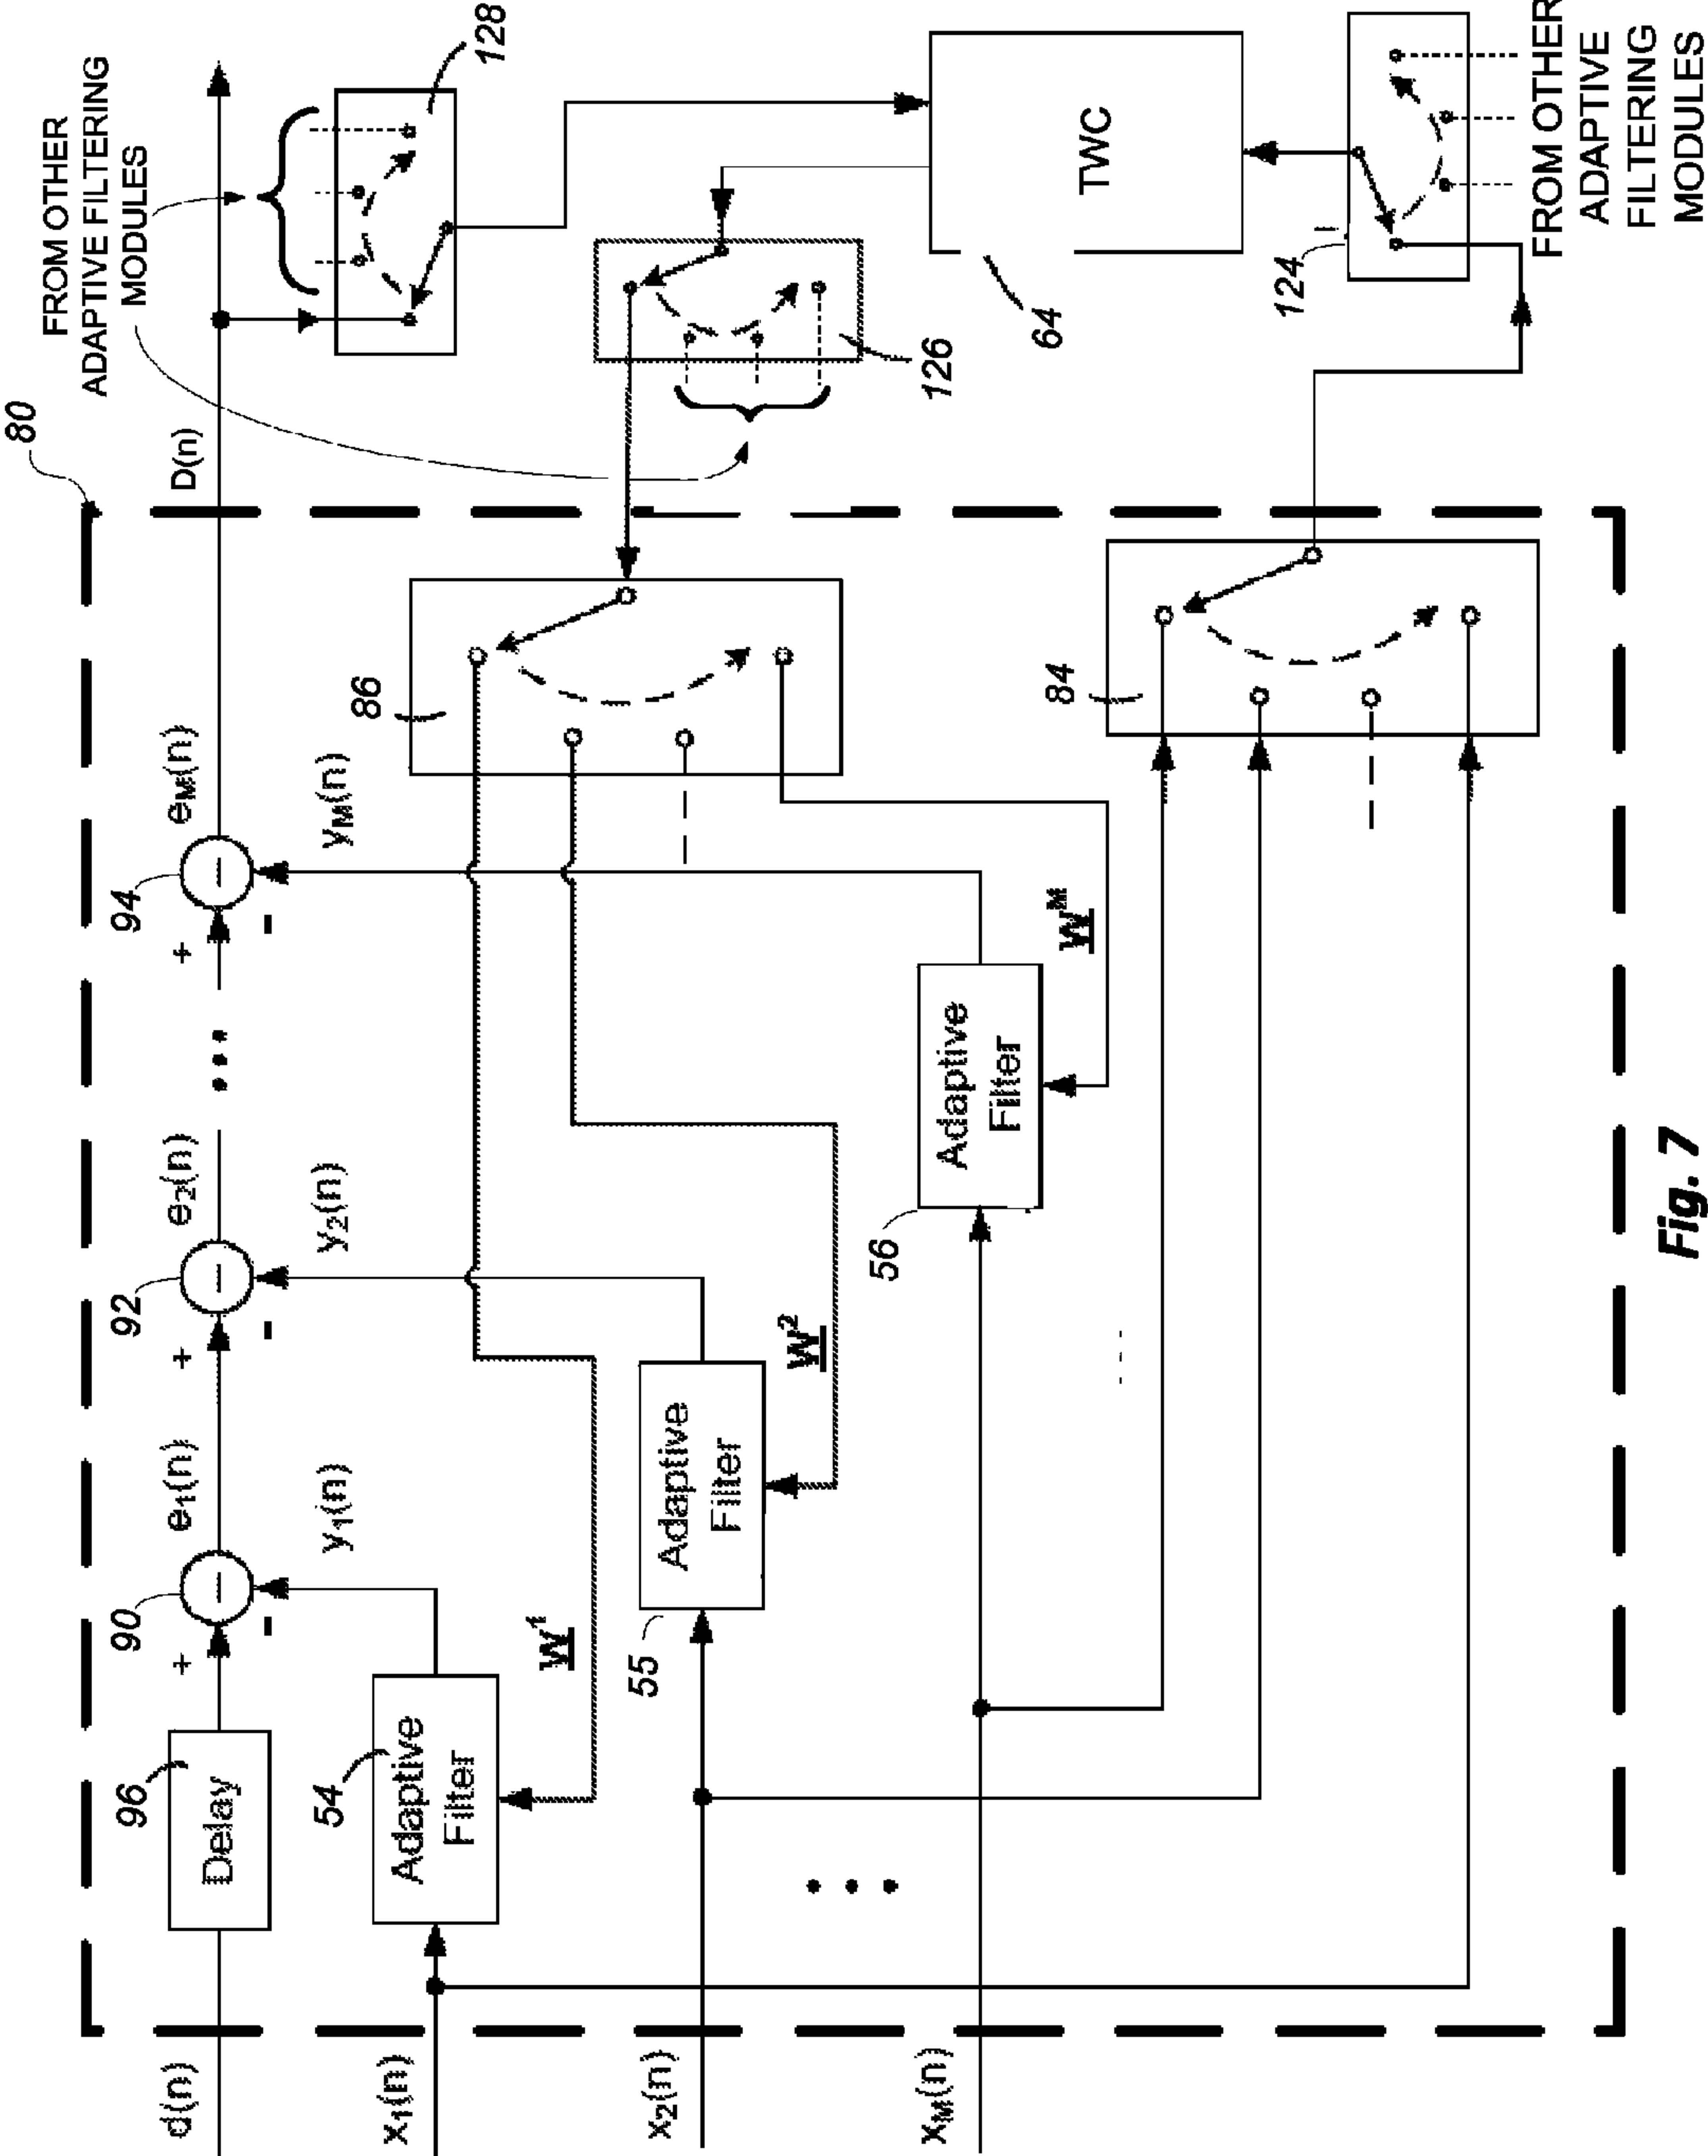 80
FROM OTHER
ADAPTIVE FILTERING
MODULES
d(n)
96
Delay
+
90
–
-
e₁(n)
+
92
–
-
e₂(n)
...
+
94
–
-
eₘ(n)
D(n)
128
x₁(n)
54
Adaptive
Filter
y₁(n)
W¹
y₂(n)
yₘ(n)
86
126
x₂(n)
55
Adaptive
Filter
W²
...
xₘ(n)
56
Adaptive
Filter
Wᴹ
64
TWC
84
124
FROM OTHER
ADAPTIVE
FILTERING
MODULES
Fig. 7